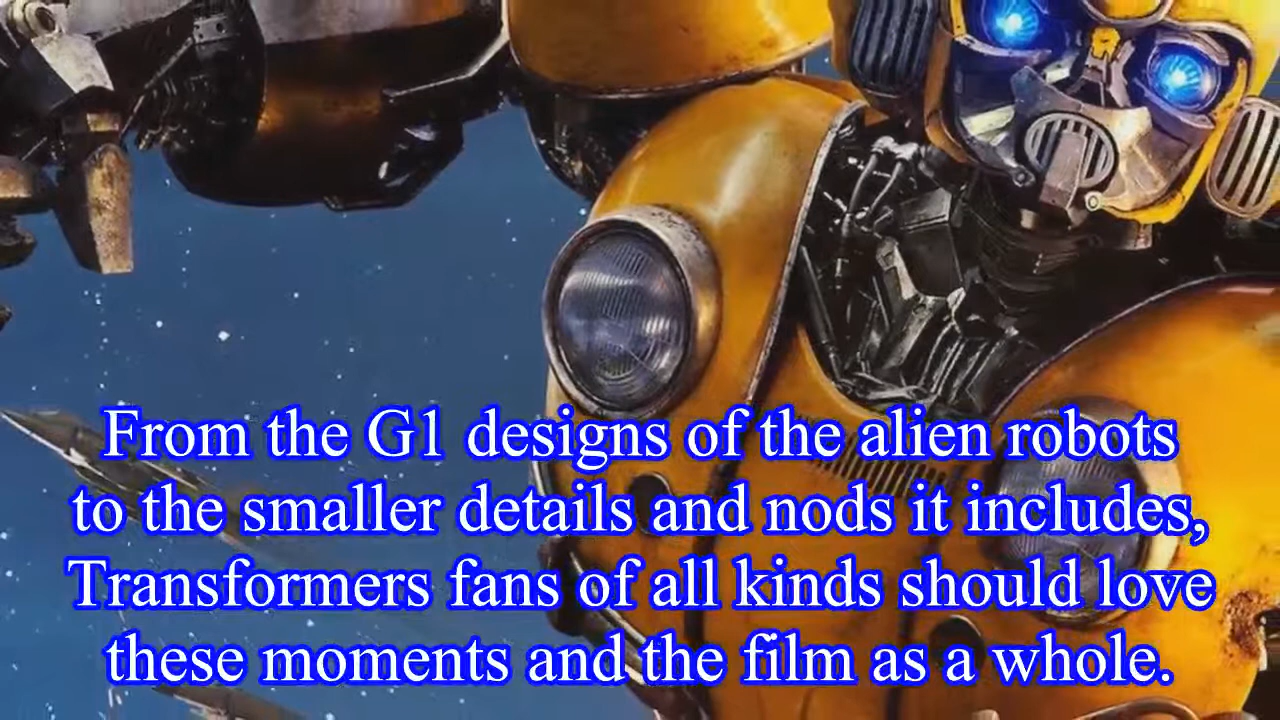 From the G1 designs of the alien robots
to the smaller details and nods it includes,
Transformers fans of all kinds should love
these moments and the film as a whole.